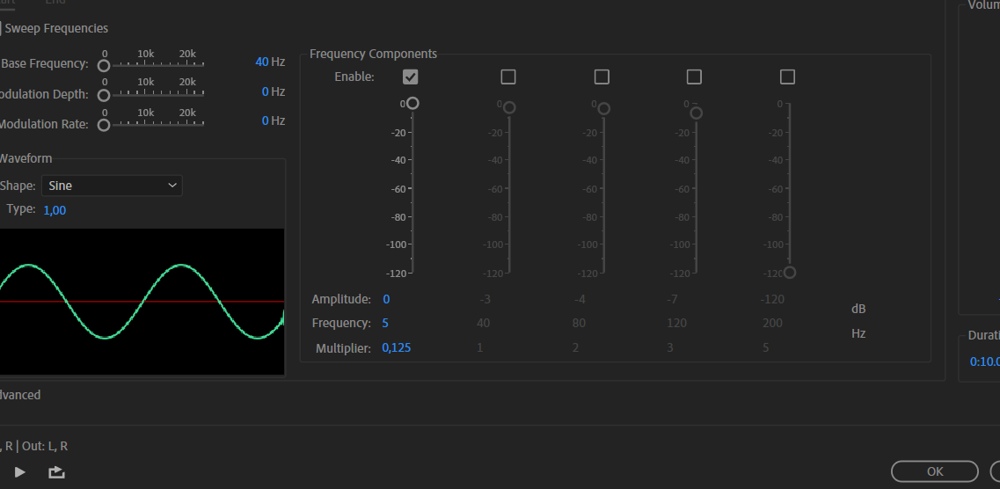 End
Sweep Frequencies
0 10k 20k
Base Frequency: 40 Hz
0 10k 20k
odulation Depth: 0 Hz
0 10k 20k
Modulation Rate: 0 Hz
Waveform
Shape: Sine
Type: 1,00
Frequency Components
Enable:
0 0 0 0 0
-20 -20 -20 -20 -20
-40 -40 -40 -40 -40
-60 -60 -60 -60 -60
-80 -80 -80 -80 -80
-100 -100 -100 -100 -100
-120 -120 -120 -120 -120
Amplitude: 0 -3 -4 -7 -120 dB
Frequency: 5 40 80 120 200 Hz
Multiplier: 0,125 1 2 3 5
Volum
Durati
0:10.0
dvanced
, R | Out: L, R
OK